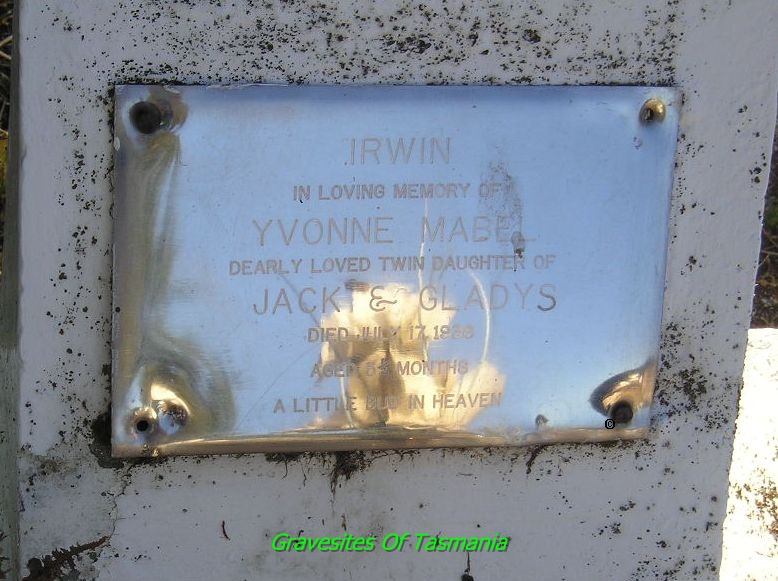 IRWIN
IN LOVING MEMORY OF
YVONNE MABEL
DEARLY LOVED TWIN DAUGHTER OF
JACK & GLADYS
DIED JULY 17, 
AGED MONTHS
A LITTLE BUD IN HEAVEN
©
Gravesites Of Tasmania